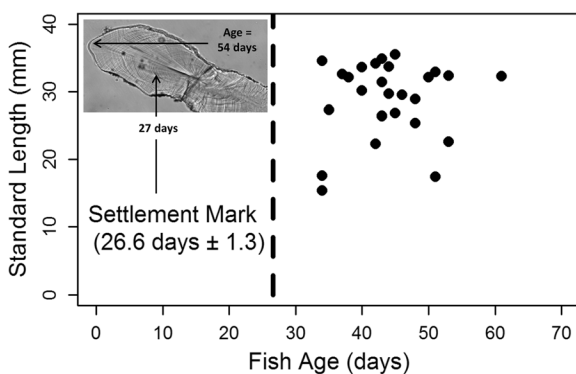 Age =
54 days
27 days
Settlement Mark
(26.6 days ± 1.3)
Standard Length (mm)
40
30
20
10
0
0 10 20 30 40 50 60 70
Fish Age (days)